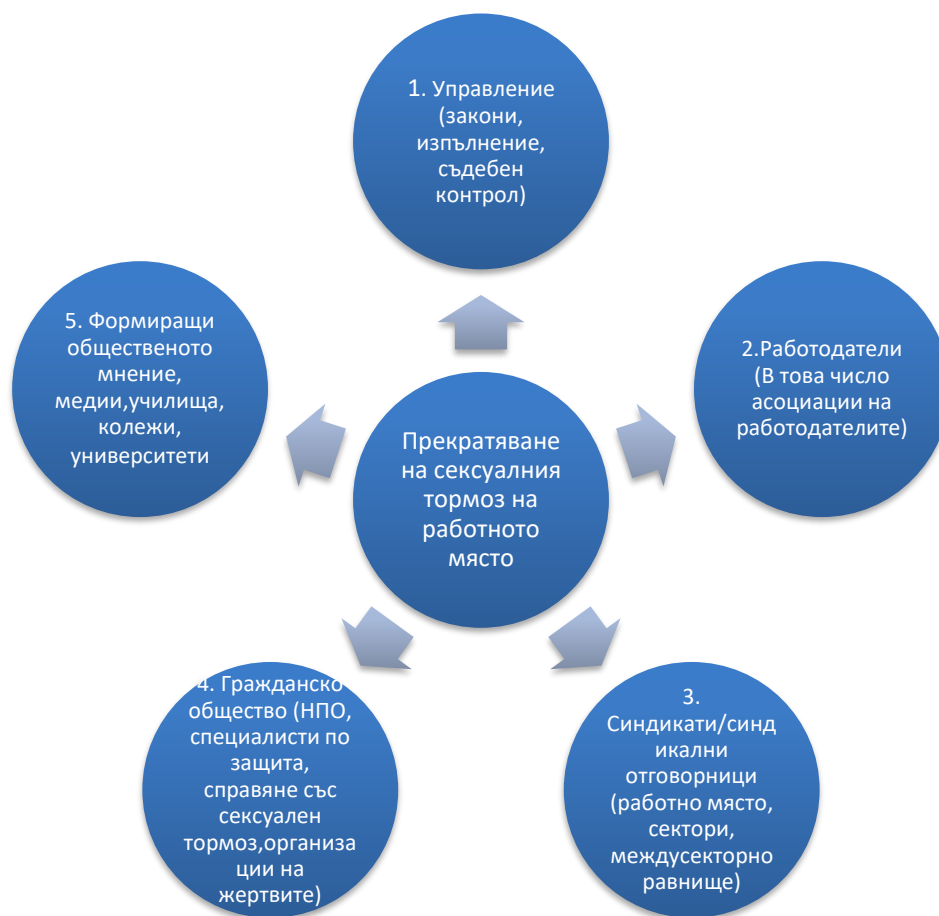 1. Управление
(закони,
изпълнение,
съдебен
контрол)
2.Работодатели
(В това число
асоциации на
работодателите)
3.
Синдикати/синд
икални
отговорници
(работно място,
сектори,
междусекторно
равнище)
4. Гражданско
общество (НПО,
специалисти по
защита,
справяне със
сексуален
тормоз,организа
ции на
жертвите)
5. Формиращи
общественото
мнение,
медии,училища,
колежи,
университети
Прекратяване
на сексуалния
тормоз на
работното
място